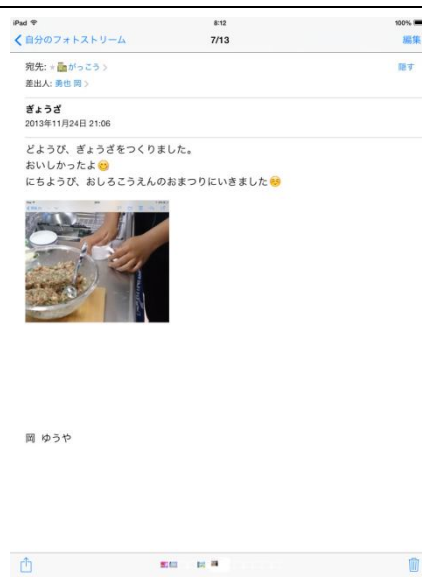 iPad 8:12 100%
自分のフォトストリーム 7/13 編集
宛先: がっこう 隠す
差出人: 勇也 岡
ぎょうざ
2013年11月24日 21:06
どようび、ぎょうざをつくりました。
おいしかったよ😋
にちようび、おしろこうえんのおまつりにいきました☺️
岡 ゆうや